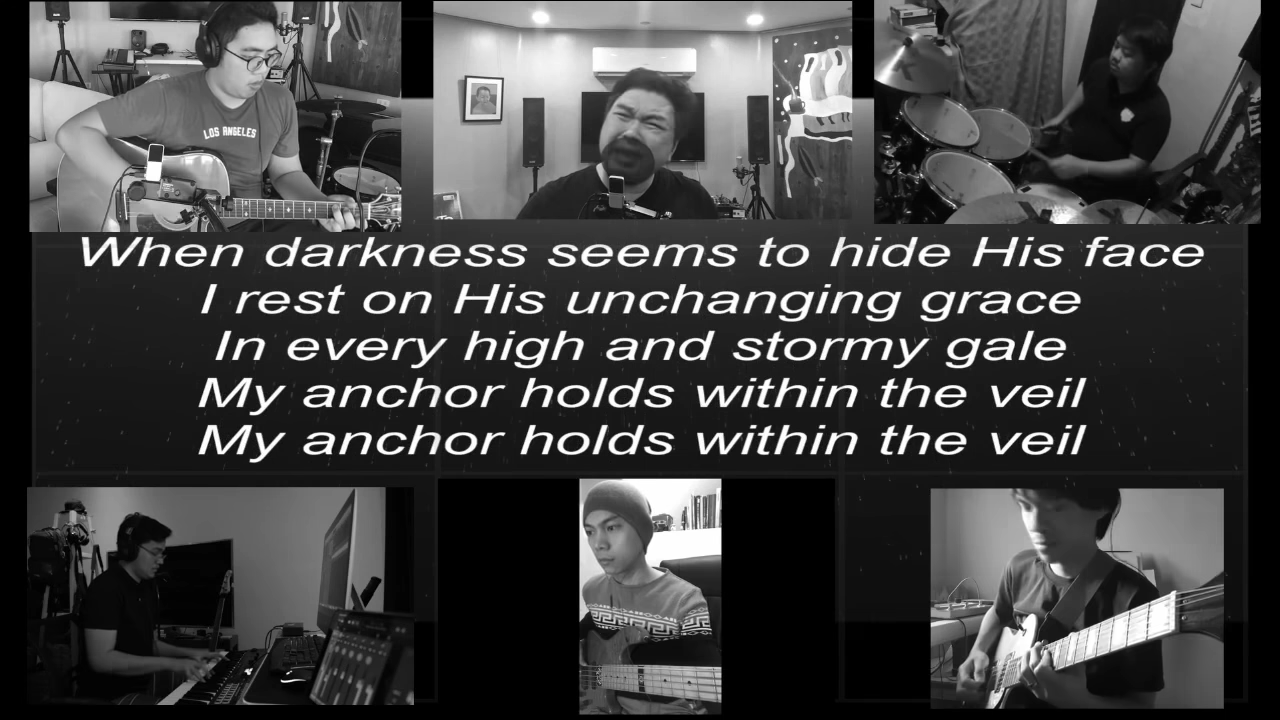 LOS ANGELES
When darkness seems to hide His face
I rest on His unchanging grace
In every high and stormy gale
My anchor holds within the veil
My anchor holds within the veil